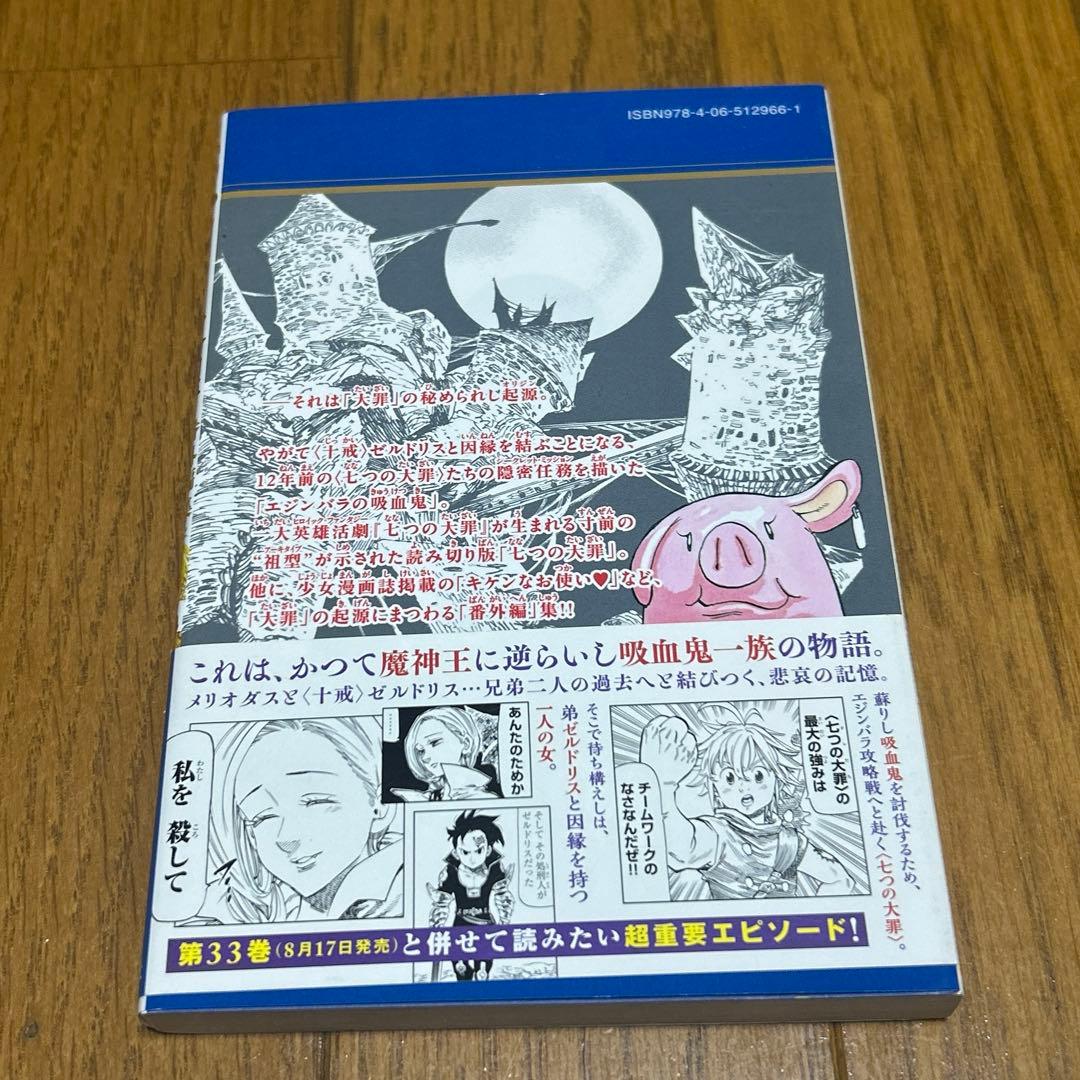 ISBN978-4-06-512966-1
――それは「大罪」の秘められし起源。
やがて〈十戒〉ゼルドリスと因縁を結ぶことになる、
12年前の〈七つの大罪〉たちの隠密任務を描いた
「エジンバラの吸血鬼」。
一大英雄活劇『七つの大罪』が生まれる寸前の
“祖型”が示された読み切り版「七つの大罪」。
他に、少女漫画誌掲載の「キケンなお使い♥」など、
「大罪」の起源にまつわる「番外編」集!!
これは、かつて魔神王に逆らいし吸血鬼一族の物語。
メリオダスと〈十戒〉ゼルドリス…兄弟二人の過去へと結びつく、悲哀の記憶。
蘇りし吸血鬼を討伐するため、
エジンバラ攻略戦へと赴く〈七つの大罪〉。
〈七つの大罪〉の
最大の強みは
チームワークの
なさなんだぜ!!
そこで待ち構えしは、
弟ゼルドリスと因縁を持つ
一人の女。
あんたのためか
そして その処刑人が
ゼルドリスだった
私を 殺して
第33巻(8月17日発売)と併せて読みたい超重要エピソード!